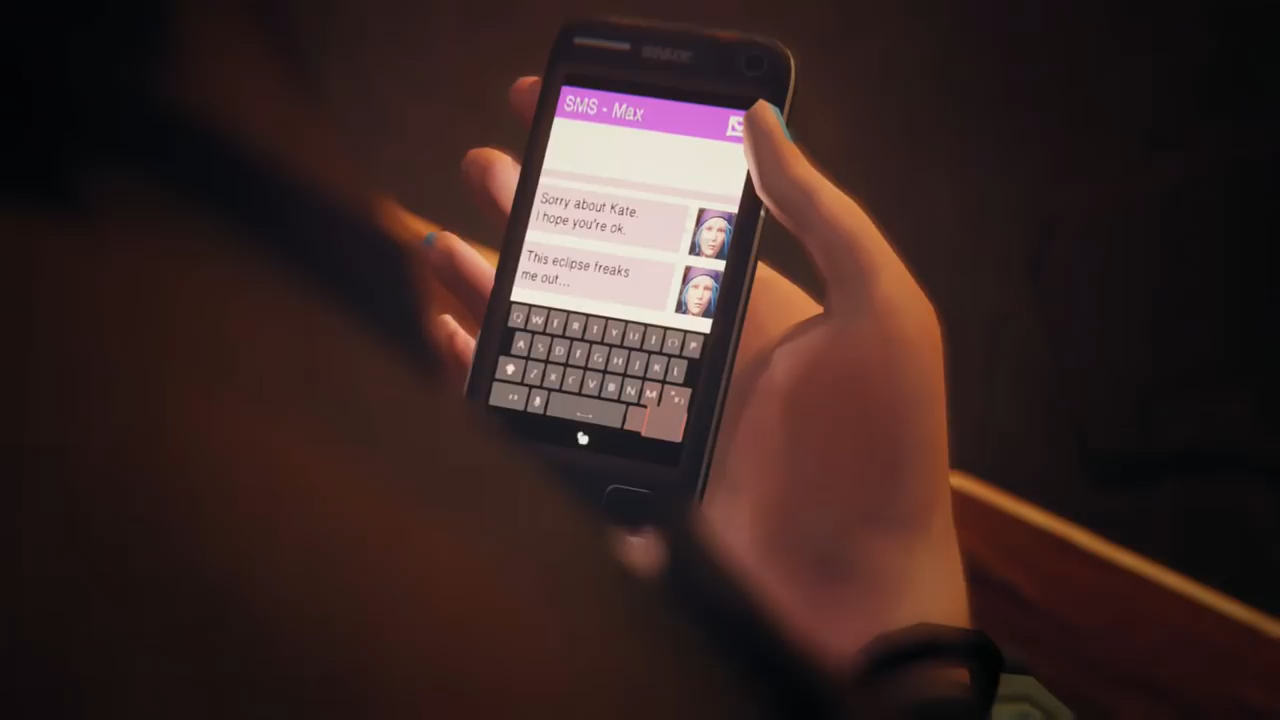 SMS - Max
Sorry about Kate.
I hope you're ok.
This eclipse freaks
me out...
Q W E R T Y U I O P
A S D F G H J K L
Z X C V B N M